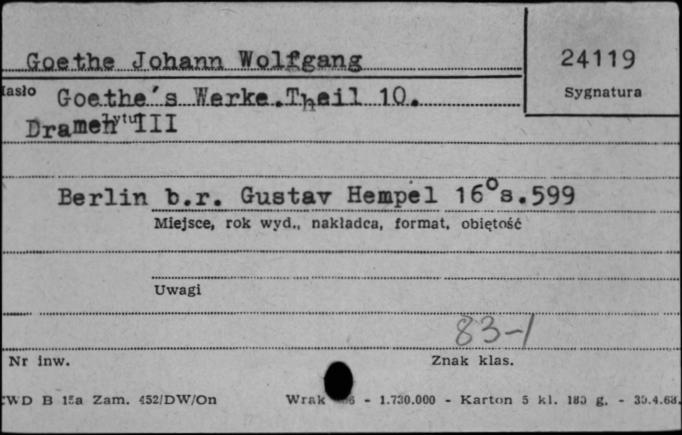 Goethe Johann Wolfgang
24119
Sygnatura
asło Goethe's Werke.Theil 10.
Dramen III
Berlin b.r. Gustav Hempel 16°s.599
Miejsce, rok wyd., nakładca, format, objętość
Uwagi
83-1
Nr inw.
Znak klas.
WD B 15a Zam. 452/DW/On Wrak - 1.730.000 - Karton 5 kl. 180 g. - 30.4.68.